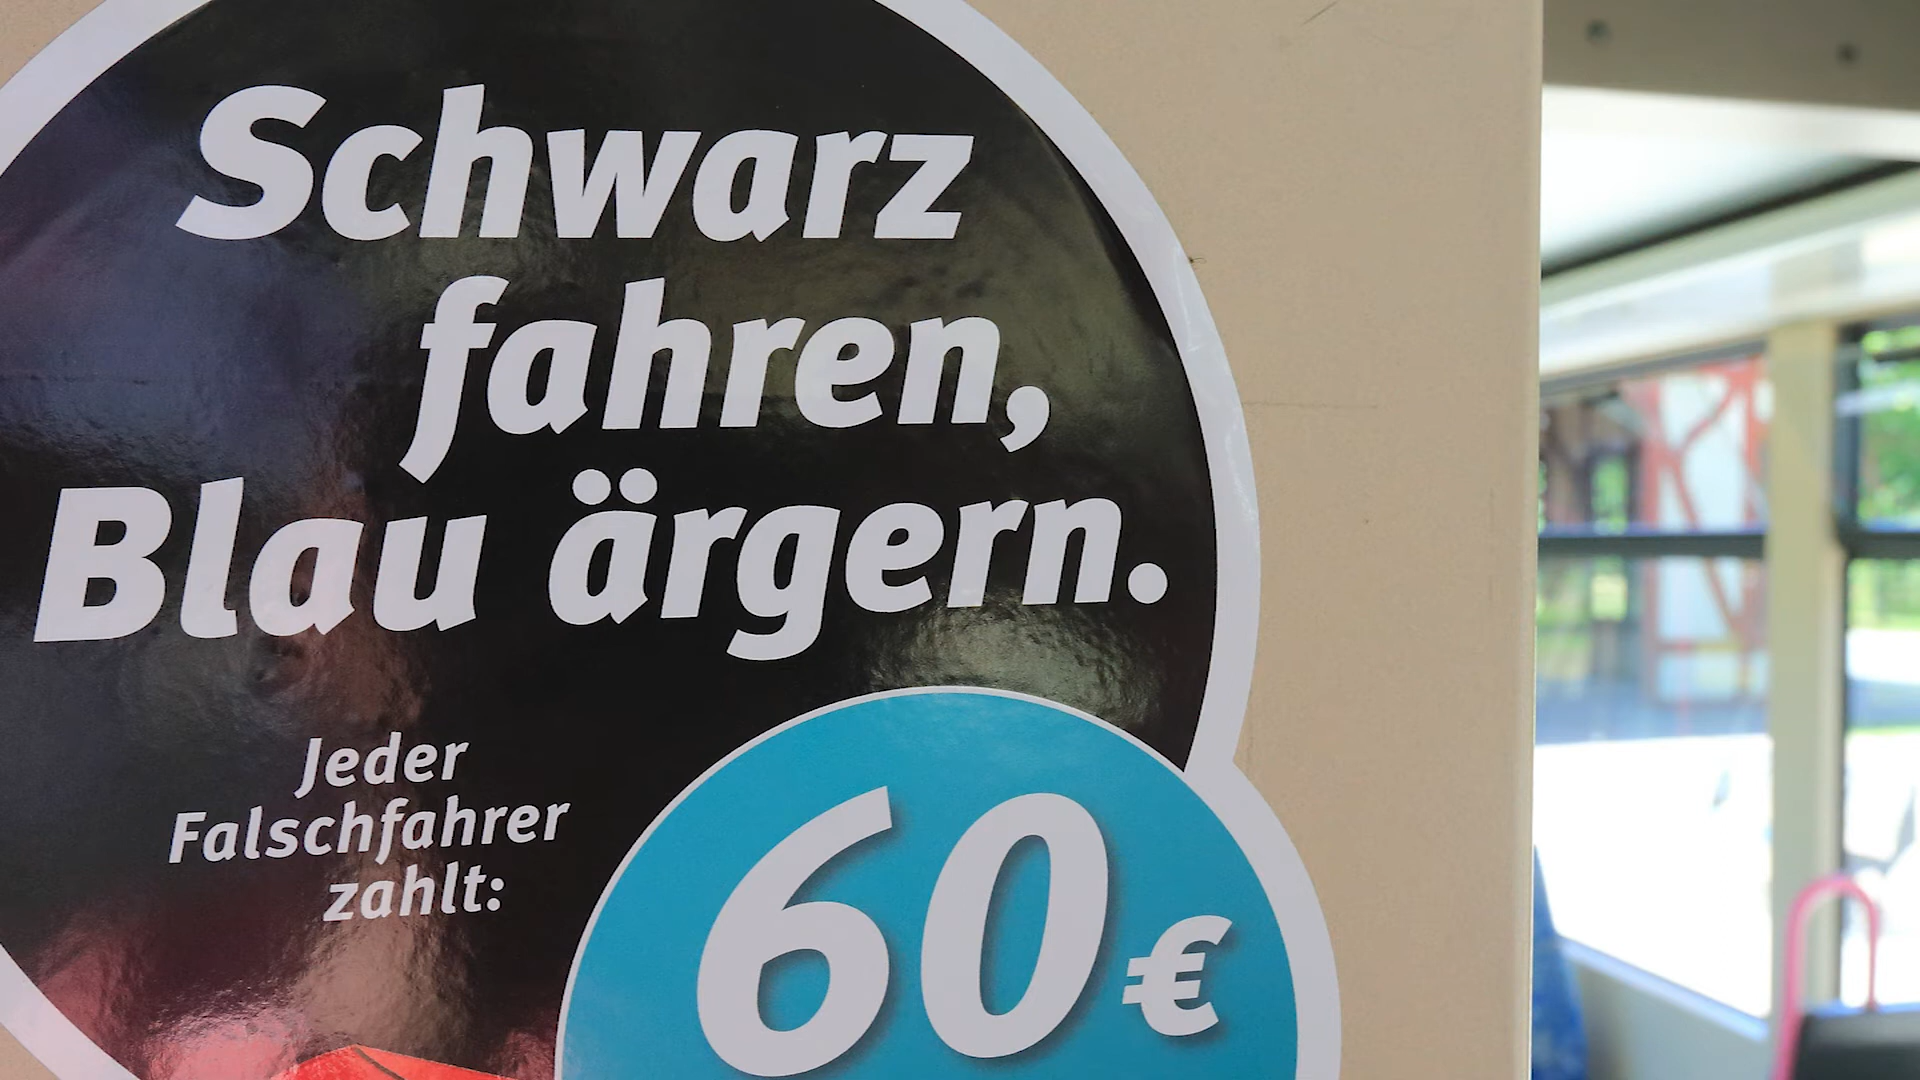 Schwarz
fahren,
Blau ärgern.
Jeder
Falschfahrer
zahlt:
60 €